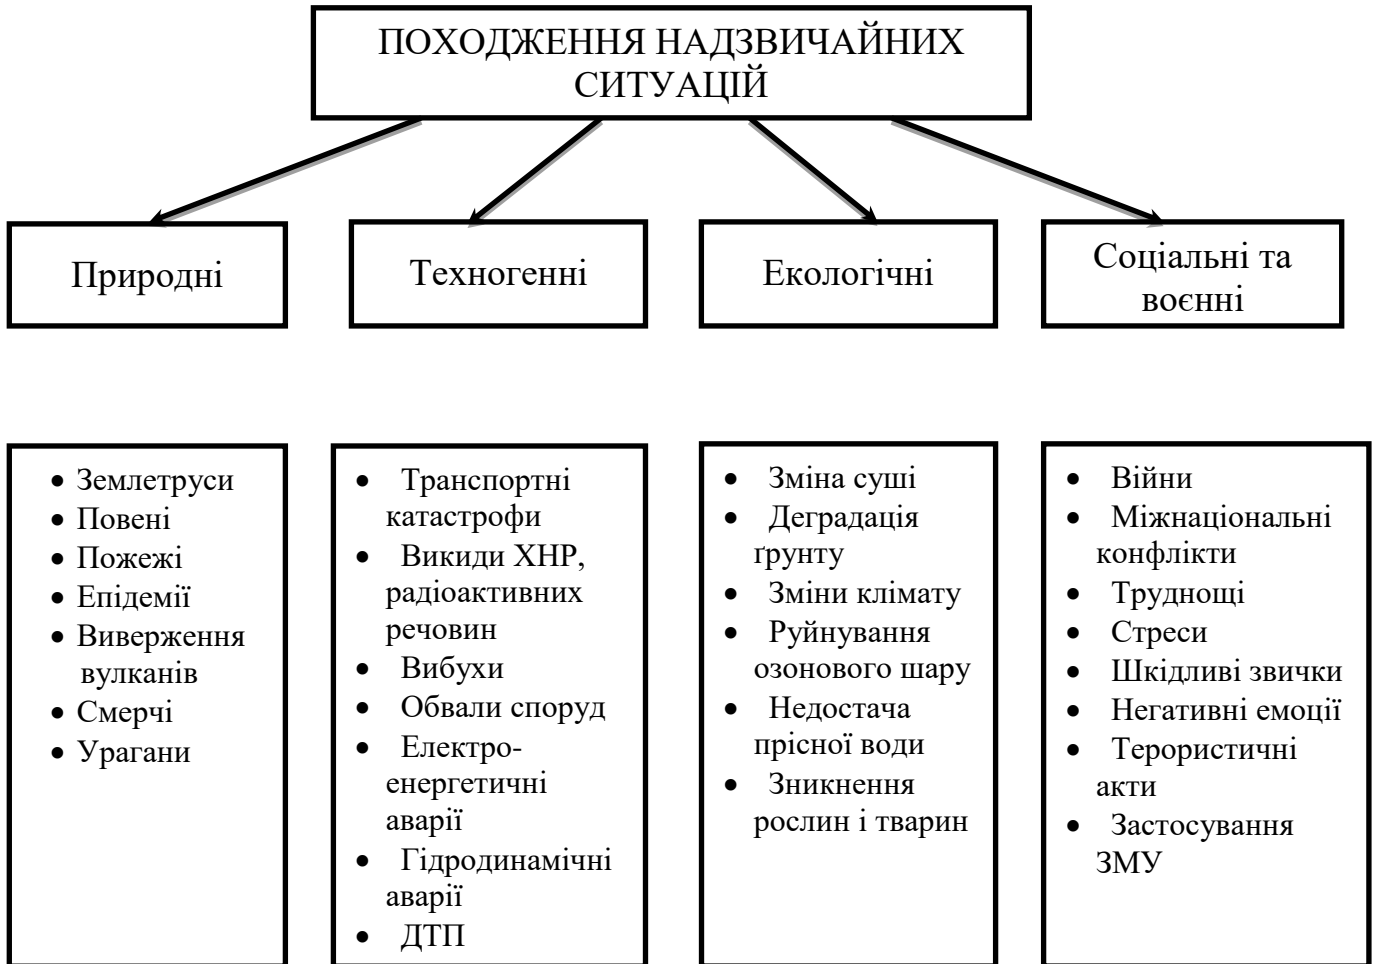 ПОХОДЖЕННЯ НАДЗВИЧАЙНИХ
СИТУАЦІЙ
Природні
Техногенні
Екологічні
Соціальні та
воєнні
• Землетруси
• Повені
• Пожежі
• Епідемії
• Виверження
вулканів
• Смерчі
• Урагани
• Транспортні
катастрофи
• Викиди ХНР,
радіоактивних
речовин
• Вибухи
• Обвали споруд
• Електро-
енергетичні
аварії
• Гідродинамічні
аварії
• ДТП
• Зміна суші
• Деградація
ґрунту
• Зміни клімату
• Руйнування
озонового шару
• Недостача
прісної води
• Зникнення
рослин і тварин
• Війни
• Міжнаціональні
конфлікти
• Труднощі
• Стреси
• Шкідливі звички
• Негативні емоції
• Терористичні
акти
• Застосування
ЗМУ